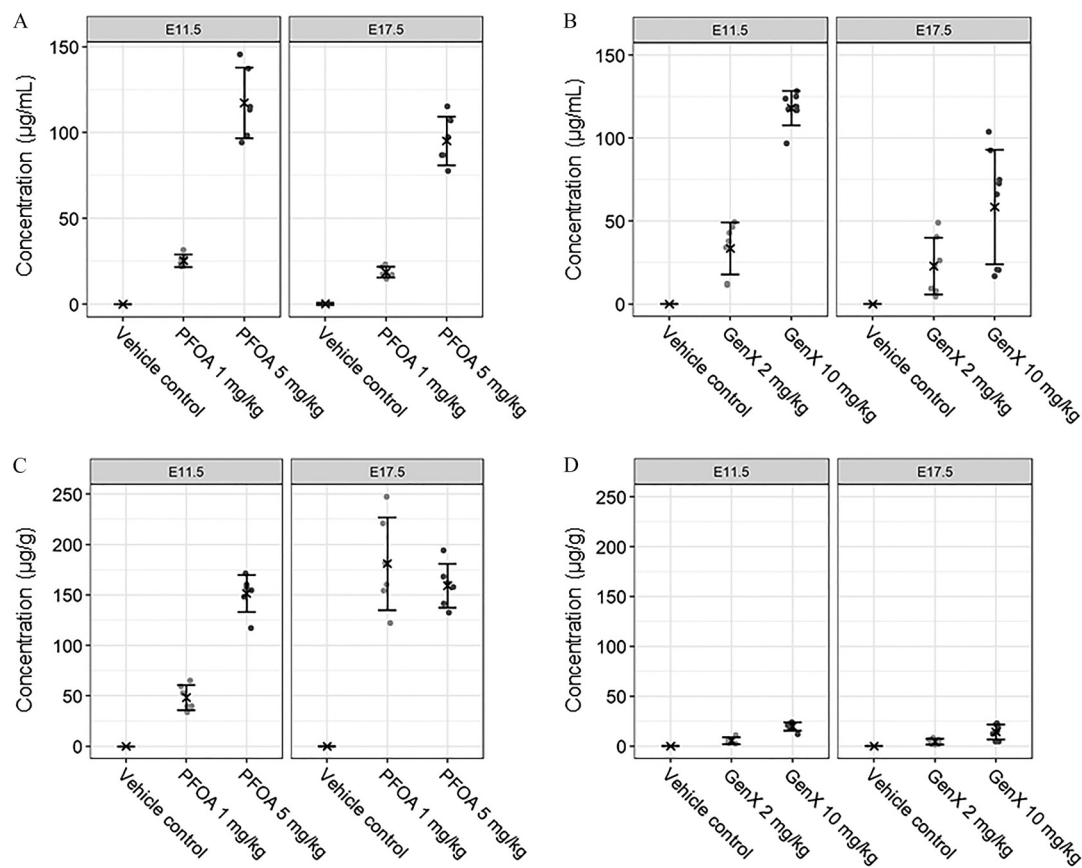 A
E11.5
E17.5
Concentration (µg/mL)
150
100
50
0
Vehicle control
PFOA 1 mg/kg
PFOA 5 mg/kg
Vehicle control
PFOA 1 mg/kg
PFOA 5 mg/kg
B
E11.5
E17.5
Concentration (µg/mL)
150
100
50
0
Vehicle control
GenX 2 mg/kg
GenX 10 mg/kg
Vehicle control
GenX 2 mg/kg
GenX 10 mg/kg
C
E11.5
E17.5
Concentration (µg/g)
250
200
150
100
50
0
Vehicle control
PFOA 1 mg/kg
PFOA 5 mg/kg
Vehicle control
PFOA 1 mg/kg
PFOA 5 mg/kg
D
E11.5
E17.5
Concentration (µg/g)
250
200
150
100
50
0
Vehicle control
GenX 2 mg/kg
GenX 10 mg/kg
Vehicle control
GenX 2 mg/kg
GenX 10 mg/kg